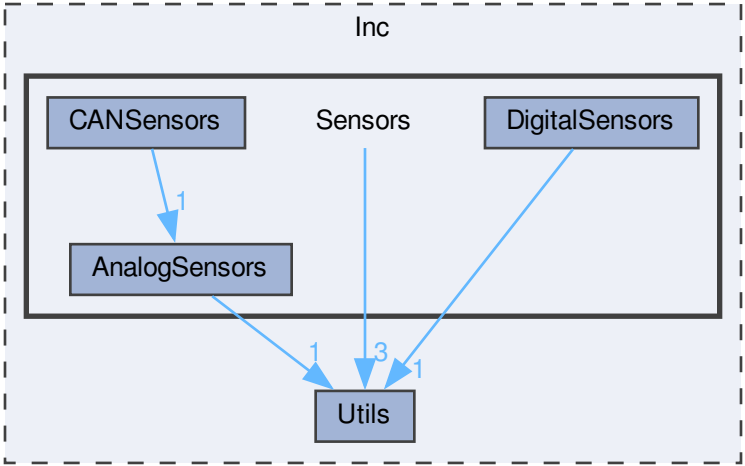 Inc
CANSensors
Sensors
DigitalSensors
1
AnalogSensors
1
3
1
Utils